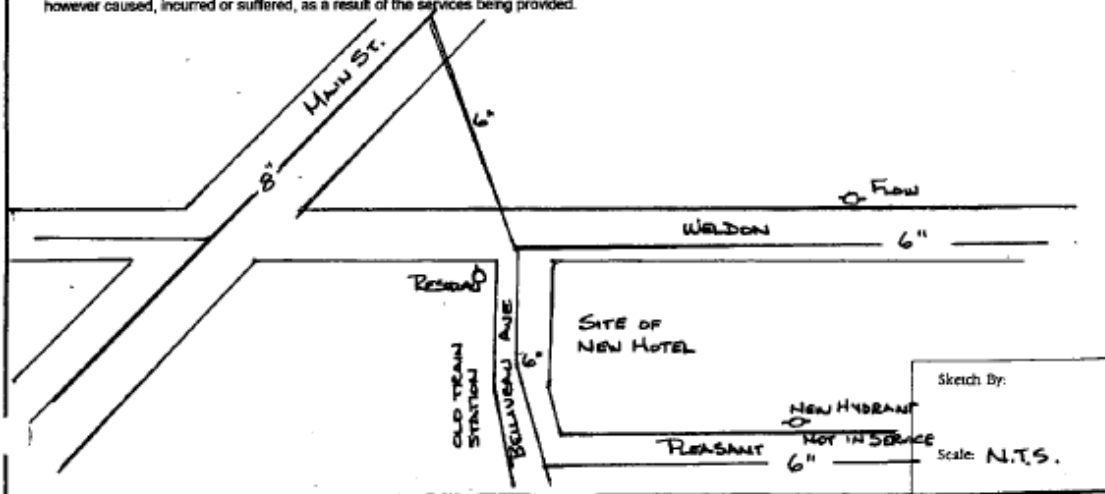 however caused, incurred or suffered, as a result of the services being provided.
MAIN ST.
8"
6"
FLOW
WELDON
6"
RESIDUAL
OLD TRAIN
STATION
BELLIVEAU AVE
6"
SITE OF
NEW HOTEL
NEW HYDRANT
NOT IN SERVICE
PLEASANT
6"
Sketch By:
Scale: N.T.S.